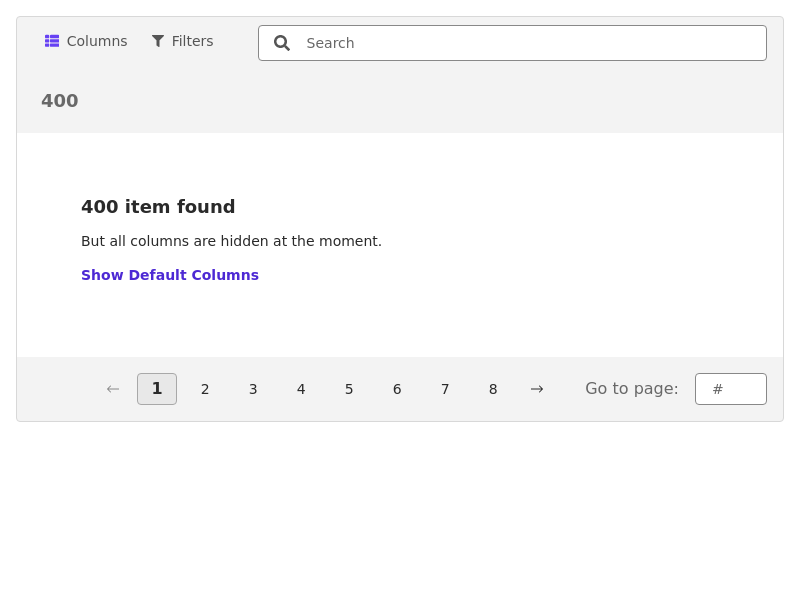 Columns Filters Search
400
400 item found
But all columns are hidden at the moment.
Show Default Columns
1 2 3 4 5 6 7 8 Go to page: #